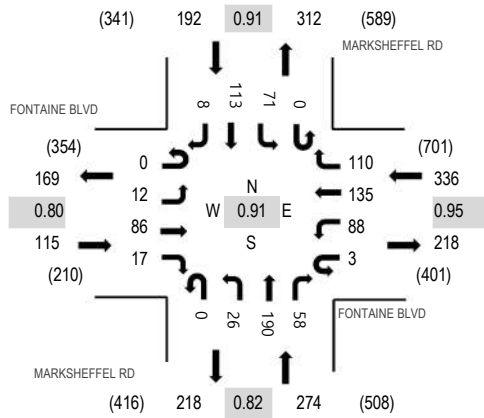 (341) 192 0.91 312 (589)
MARKSHEFFEL RD
8 113 71 0
FONTAINE BLVD
(354) 0 110 (701)
169 12 N 135 336
0.80 86 W 0.91 E 88 0.95
115 17 S 3 218
(210) (401)
0 26 190 58
FONTAINE BLVD
MARKSHEFFEL RD
(416) 218 0.82 274 (508)